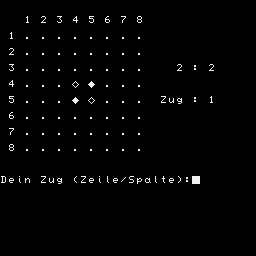 1 2 3 4 5 6 7 8
1 . . . . . . . .
2 . . . . . . . .
3 . . . . . . . . 2 : 2
4 . . . ◇ ◆ . . .
5 . . . ◆ ◇ . . . Zug : 1
6 . . . . . . . .
7 . . . . . . . .
8 . . . . . . . .
Dein Zug (Zeile/Spalte):